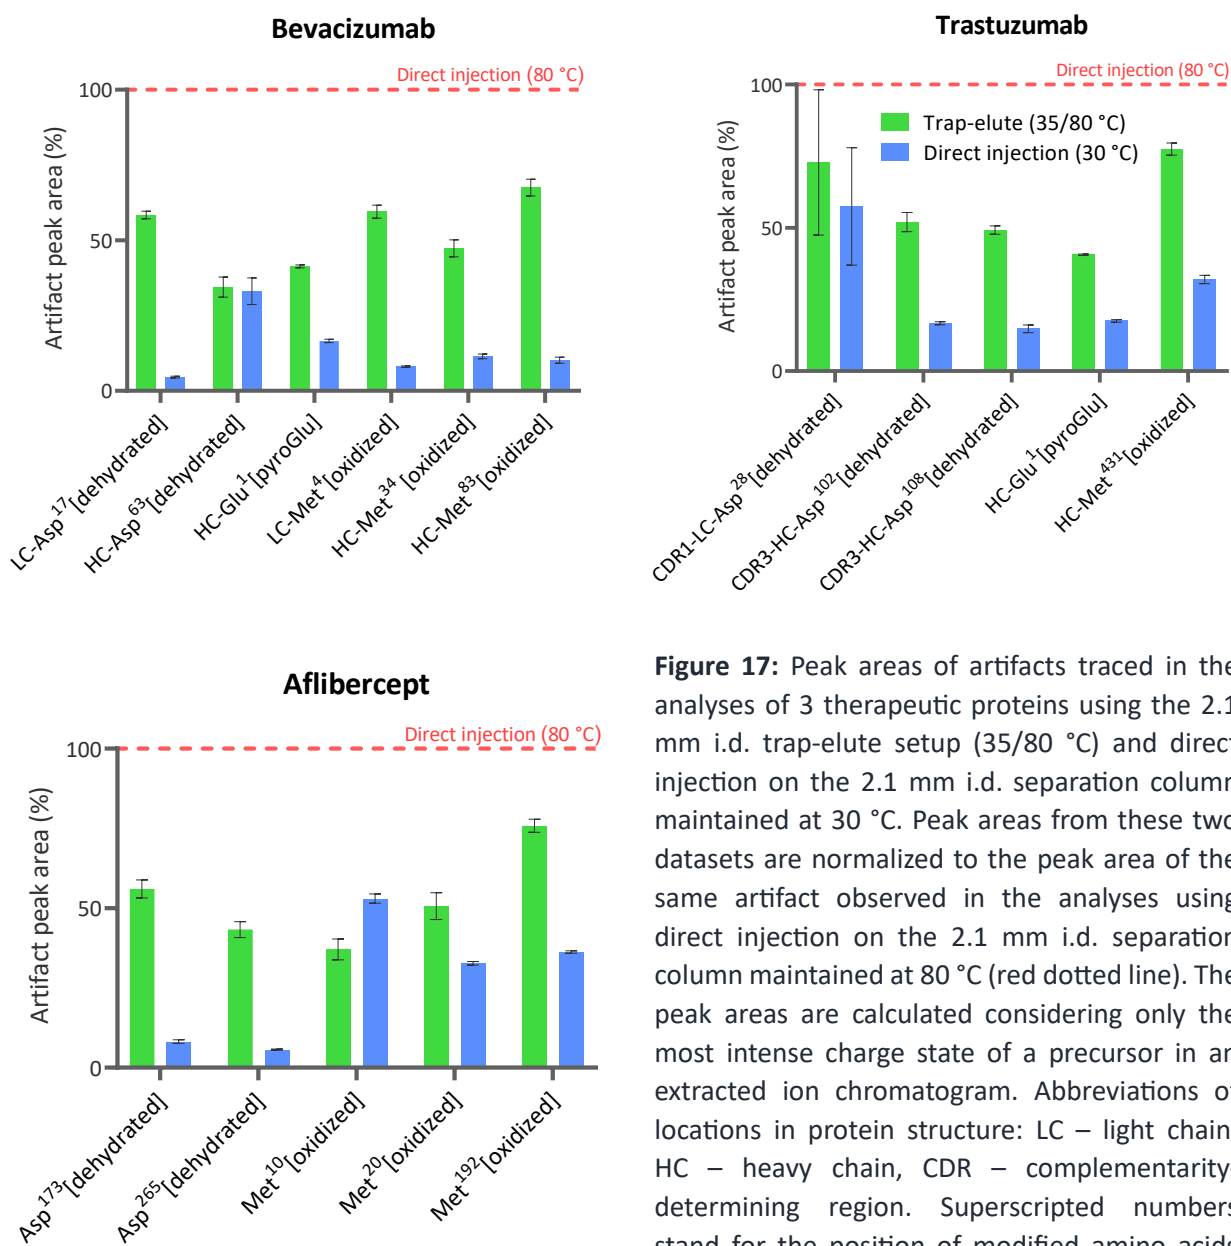 Bevacizumab
Direct injection (80 °C)
Artifact peak area (%)
100
50
0
LC-Asp17[dehydrated]
HC-Asp63[dehydrated]
HC-Glu1[pyroGlu]
LC-Met4[oxidized]
HC-Met34[oxidized]
HC-Met83[oxidized]
Trastuzumab
Direct injection (80 °C)
Trap-elute (35/80 °C)
Direct injection (30 °C)
Artifact peak area (%)
100
50
0
CDR1-LC-Asp28[dehydrated]
CDR3-HC-Asp102[dehydrated]
CDR3-HC-Asp108[dehydrated]
HC-Glu1[pyroGlu]
HC-Met431[oxidized]
Aflibercept
Direct injection (80 °C)
Artifact peak area (%)
100
50
0
Asp173[dehydrated]
Asp265[dehydrated]
Met10[oxidized]
Met20[oxidized]
Met192[oxidized]
Figure 17: Peak areas of artifacts traced in the
analyses of 3 therapeutic proteins using the 2.1
mm i.d. trap-elute setup (35/80 °C) and direct
injection on the 2.1 mm i.d. separation column
maintained at 30 °C. Peak areas from these two
datasets are normalized to the peak area of the
same artifact observed in the analyses using
direct injection on the 2.1 mm i.d. separation
column maintained at 80 °C (red dotted line). The
peak areas are calculated considering only the
most intense charge state of a precursor in an
extracted ion chromatogram. Abbreviations of
locations in protein structure: LC – light chain
HC – heavy chain, CDR – complementarity-
determining region. Superscripted numbers
stand for the position of modified amino acids